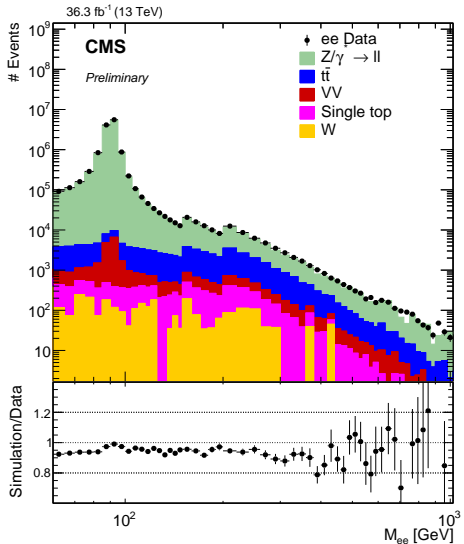 36.3 fb⁻¹ (13 TeV)
# Events
CMS
Preliminary
ee Data
Z/γ* → ll
tt̄
VV
Single top
W
10⁹
10⁸
10⁷
10⁶
10⁵
10⁴
10³
10²
10
Simulation/Data
1.2
1
0.8
10²
10³
M_ee [GeV]